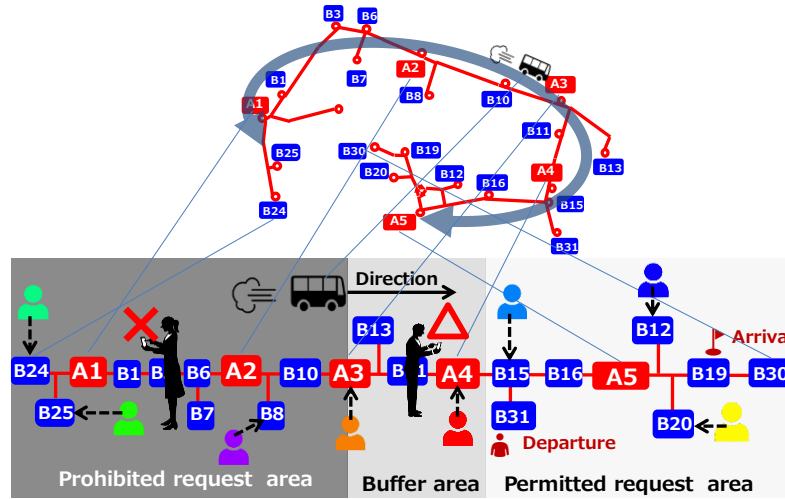 B3
B6
A2
B7
B1
A1
B8
B10
A3
B11
B13
B25
B24
B30
B19
B20
B12
B16
A4
B15
A5
B31
Direction
B13
B12
Arrival
B24
A1
B1
B6
A2
B10
A3
A4
B15
B16
A5
B19
B30
B25
B7
B8
B31
B20
Departure
Prohibited request area
Buffer area
Permitted request area